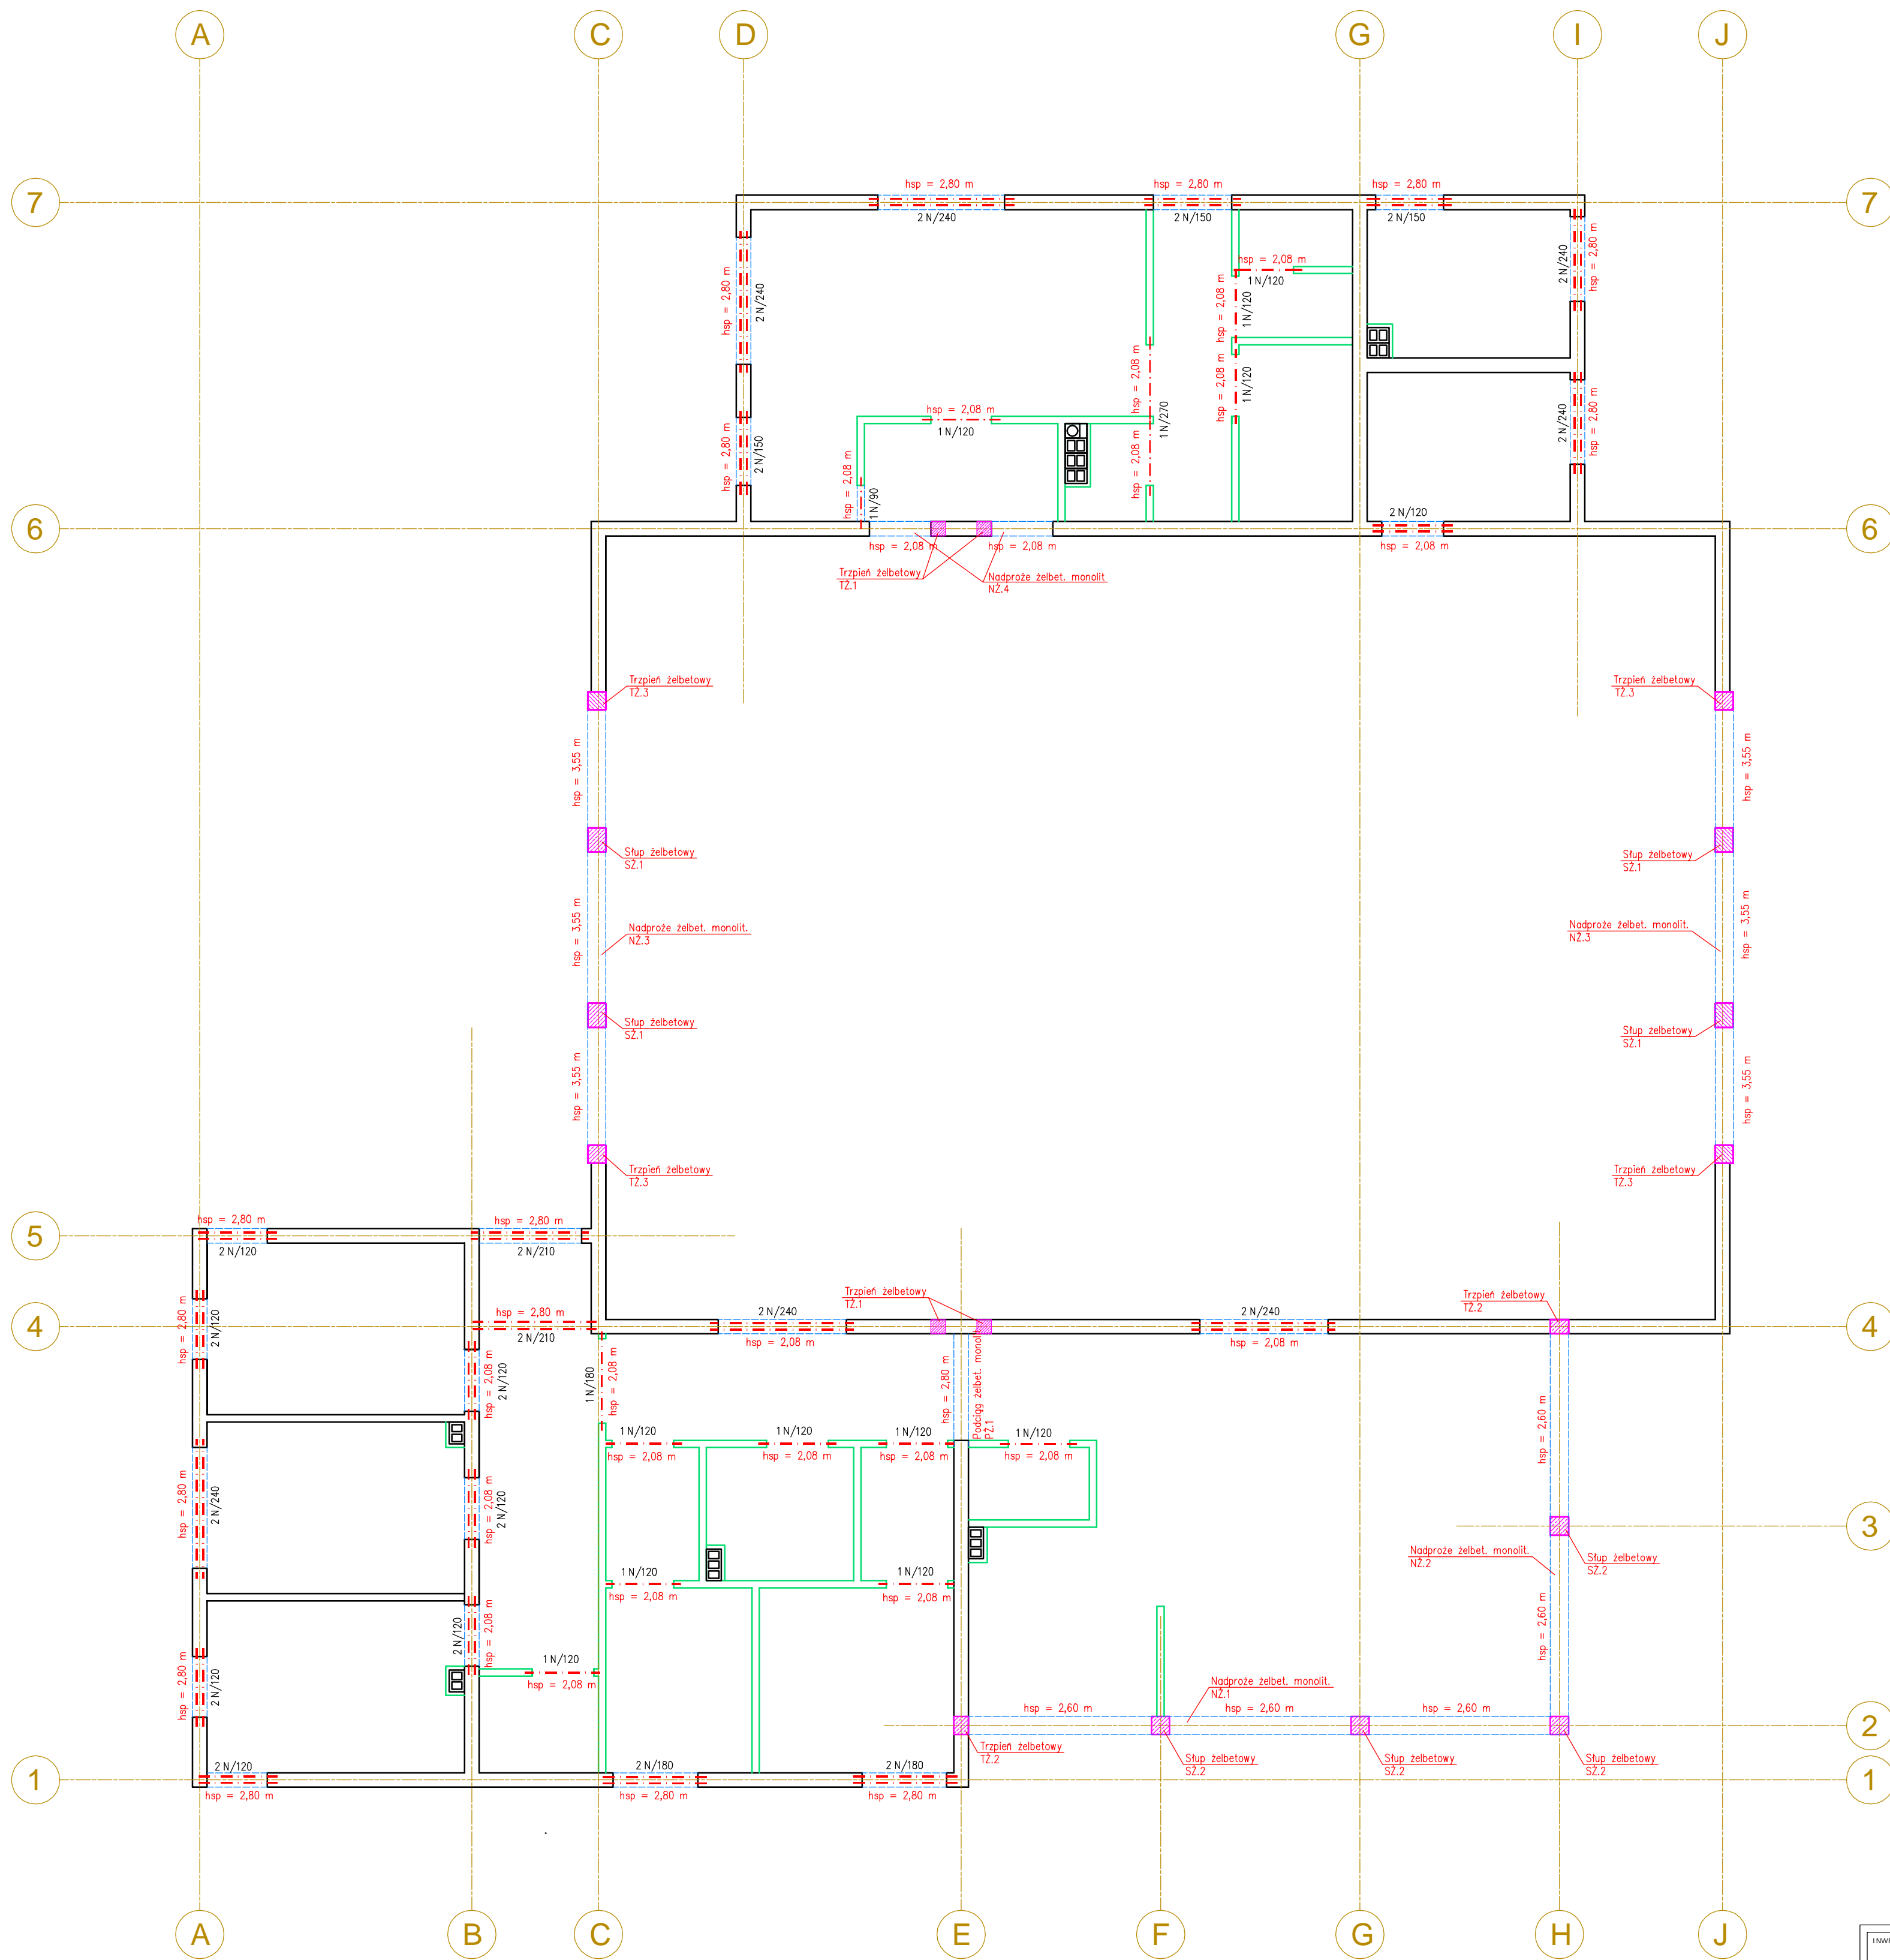 A
C
D
G
I
J
7
hsp = 2,80 m
hsp = 2,80 m
hsp = 2,80 m
7
2 N/240
2 N/150
2 N/150
hsp = 2,80 m
2 N/240
hsp = 2,08 m
1 N/120
hsp = 2,08 m
1 N/120
2 N/240
hsp = 2,80 m
hsp = 2,08 m
1 N/120
hsp = 2,08 m
hsp = 2,08 m
1 N/270
hsp = 2,80 m
2 N/150
hsp = 2,08 m
1 N/120
hsp = 2,08 m
1 N/90
2 N/240
hsp = 2,80 m
6
2 N/120
6
hsp = 2,08 m
hsp = 2,08 m
hsp = 2,08 m
Trzpień żelbetowy
TŻ.1
Nadproże żelbet. monolit
NŻ.4
Trzpień żelbetowy
TŻ.3
Trzpień żelbetowy
TŻ.3
hsp = 3,55 m
hsp = 3,55 m
Słup żelbetowy
SŻ.1
Słup żelbetowy
SŻ.1
hsp = 3,55 m
Nadproże żelbet. monolit.
NŻ.3
Nadproże żelbet. monolit.
NŻ.3
hsp = 3,55 m
Słup żelbetowy
SŻ.1
Słup żelbetowy
SŻ.1
hsp = 3,55 m
hsp = 3,55 m
Trzpień żelbetowy
TŻ.3
Trzpień żelbetowy
TŻ.3
hsp = 2,80 m
hsp = 2,80 m
5
2 N/120
2 N/210
hsp = 2,80 m
2 N/120
hsp = 2,80 m
2 N/210
Trzpień żelbetowy
TŻ.1
Trzpień żelbetowy
TŻ.2
4
2 N/240
2 N/240
4
hsp = 2,08 m
hsp = 2,08 m
hsp = 2,08 m
2 N/120
1 N/180
hsp = 2,08 m
hsp = 2,80 m
Podciąg żelbet. monolit.
PŻ.1
hsp = 2,60 m
1 N/120
1 N/120
1 N/120
1 N/120
hsp = 2,08 m
hsp = 2,08 m
hsp = 2,08 m
hsp = 2,08 m
hsp = 2,80 m
2 N/240
hsp = 2,08 m
2 N/120
3
Nadproże żelbet. monolit.
NŻ.2
Słup żelbetowy
SŻ.2
1 N/120
1 N/120
hsp = 2,08 m
hsp = 2,08 m
2 N/120
hsp = 2,08 m
hsp = 2,60 m
1 N/120
hsp = 2,08 m
hsp = 2,80 m
2 N/120
Nadproże żelbet. monolit.
NŻ.1
hsp = 2,60 m
hsp = 2,60 m
hsp = 2,60 m
2
Trzpień żelbetowy
TŻ.2
Słup żelbetowy
SŻ.2
Słup żelbetowy
SŻ.2
Słup żelbetowy
SŻ.2
1
2 N/120
2 N/180
2 N/180
1
hsp = 2,80 m
hsp = 2,80 m
hsp = 2,80 m
A
B
C
E
F
G
H
J